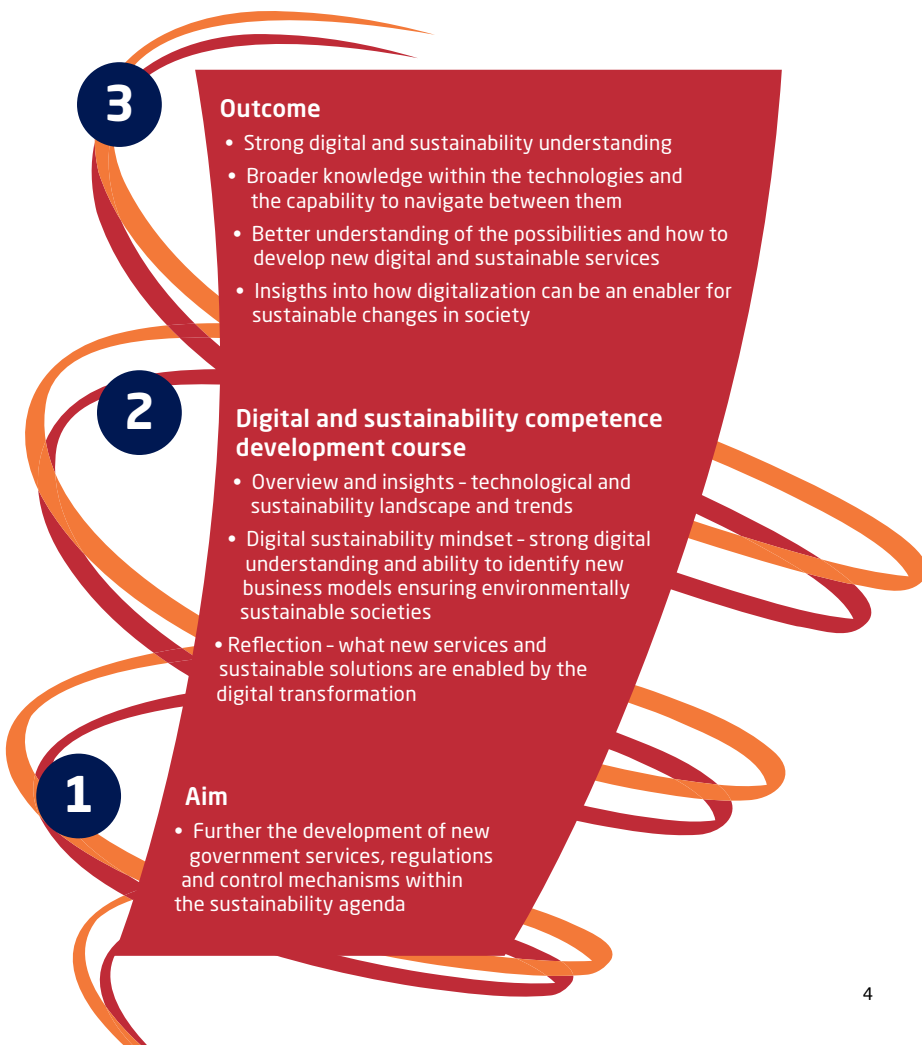 3
Outcome
• Strong digital and sustainability understanding
• Broader knowledge within the technologies and
the capability to navigate between them
• Better understanding of the possibilities and how to
develop new digital and sustainable services
• Insigths into how digitalization can be an enabler for
sustainable changes in society
2
Digital and sustainability competence
development course
• Overview and insights – technological and
sustainability landscape and trends
• Digital sustainability mindset – strong digital
understanding and ability to identify new
business models ensuring environmentally
sustainable societies
• Reflection – what new services and
sustainable solutions are enabled by the
digital transformation
1
Aim
• Further the development of new
government services, regulations
and control mechanisms within
the sustainability agenda
4